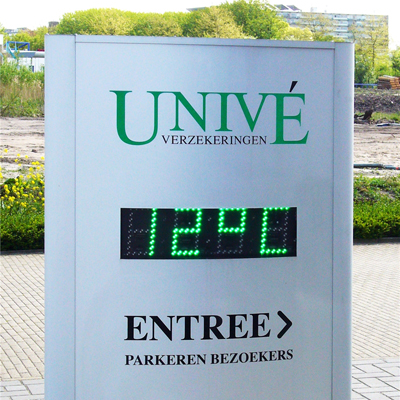 UNIVÉ
VERZEKERINGEN
12°C
ENTREE >
PARKEREN BEZOEKERS